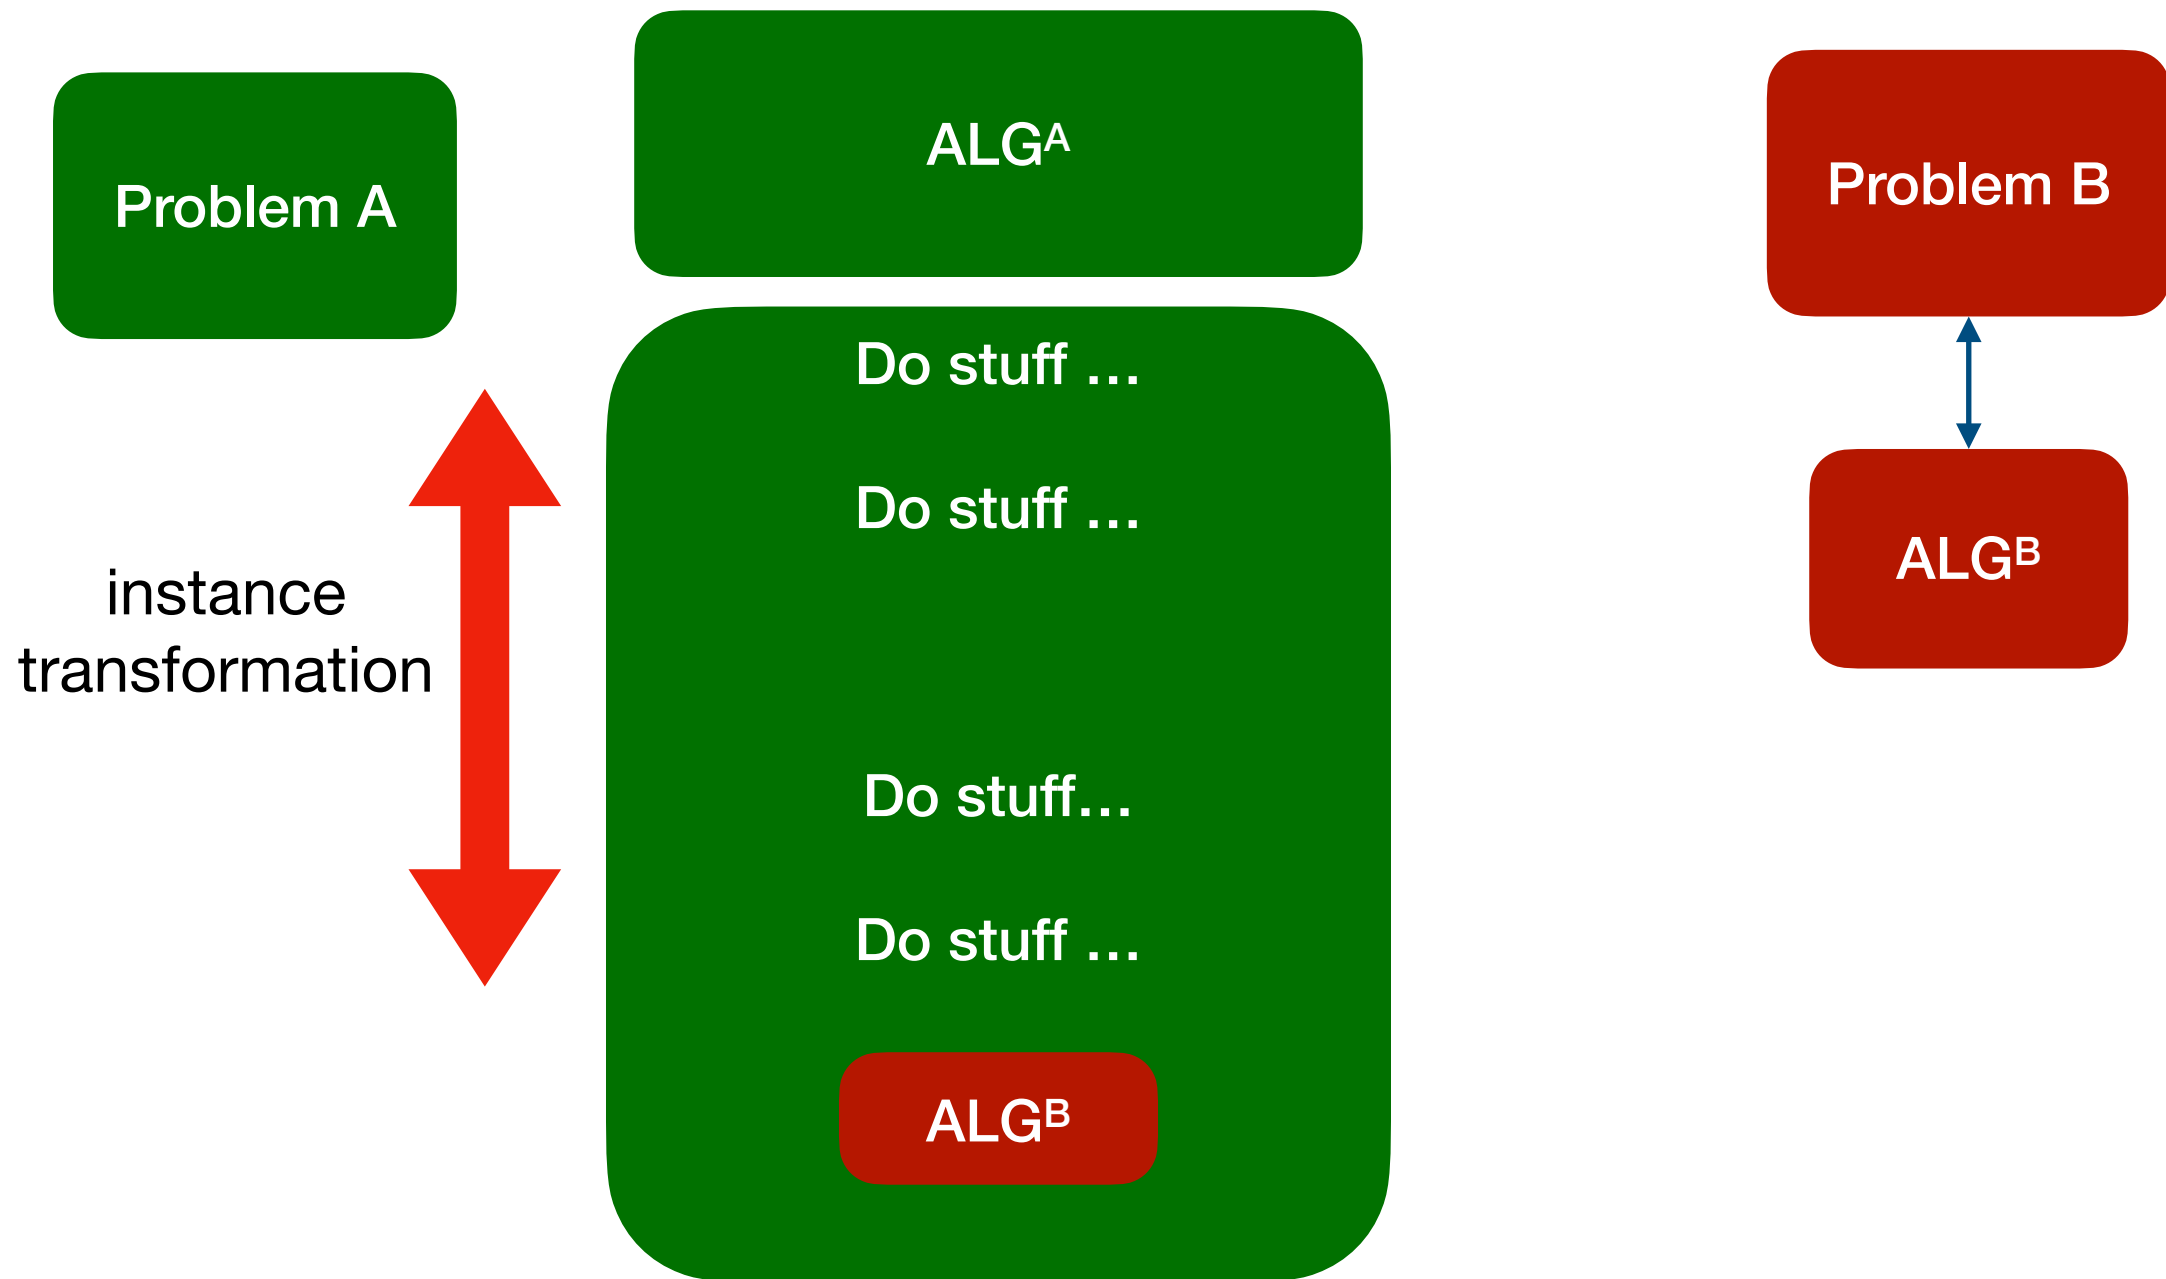 Problem A
ALGᴬ
Problem B
Do stuff ...
Do stuff ...
instance
transformation
Do stuff...
Do stuff ...
ALGᴮ
ALGᴮ